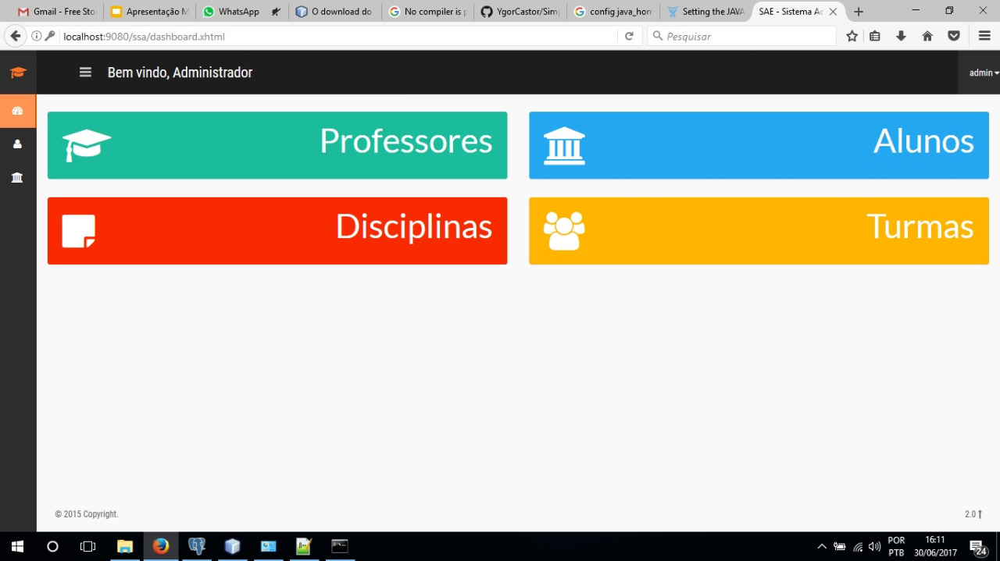 Gmail - Free Sto
Apresentação M
WhatsApp
O download do
No compiler is p
YgorCastor/Simp
config java_hom
Setting the JAVA
SAE - Sistema Ac
localhost:9080/ssa/dashboard.xhtml
Pesquisar
Bem vindo, Administrador
admin
Professores
Alunos
Disciplinas
Turmas
© 2015 Copyright.
2.0
POR
PTB
16:11
30/06/2017
24